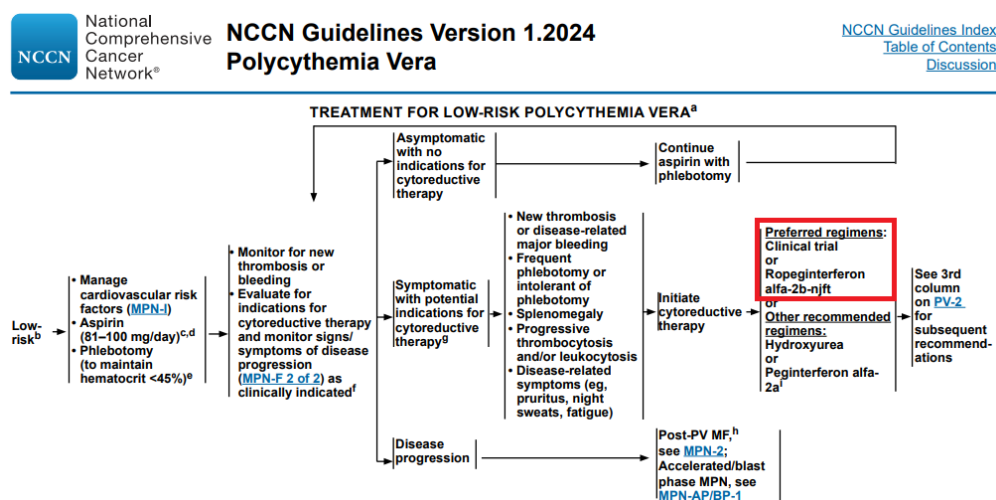 NCCN
National
Comprehensive
Cancer
Network®
NCCN Guidelines Version 1.2024
Polycythemia Vera
NCCN Guidelines Index
Table of Contents
Discussion
TREATMENT FOR LOW-RISK POLYCYTHEMIA VERAa
Low-
riskb
• Manage
cardiovascular risk
factors (MPN-I)
• Aspirin
(81–100 mg/day)c,d
• Phlebotomy
(to maintain
hematocrit <45%)e
• Monitor for new
thrombosis or
bleeding
• Evaluate for
indications for
cytoreductive therapy
and monitor signs/
symptoms of disease
progression
(MPN-F 2 of 2) as
clinically indicatedf
Asymptomatic
with no
indications for
cytoreductive
therapy
Continue
aspirin with
phlebotomy
Symptomatic
with potential
indications for
cytoreductive
therapyg
• New thrombosis
or disease-related
major bleeding
• Frequent
phlebotomy or
intolerant of
phlebotomy
• Splenomegaly
• Progressive
thrombocytosis
and/or leukocytosis
• Disease-related
symptoms (eg,
pruritus, night
sweats, fatigue)
Initiate
cytoreductive
therapy
Preferred regimens:
Clinical trial
or
Ropeginterferon
alfa-2b-njft
or
Other recommended
regimens:
Hydroxyurea
or
Peginterferon alfa-
2ai
See 3rd
column
on PV-2
for
subsequent
recommend-
ations
Disease
progression
Post-PV MF,h
see MPN-2;
Accelerated/blast
phase MPN, see
MPN-AP/BP-1